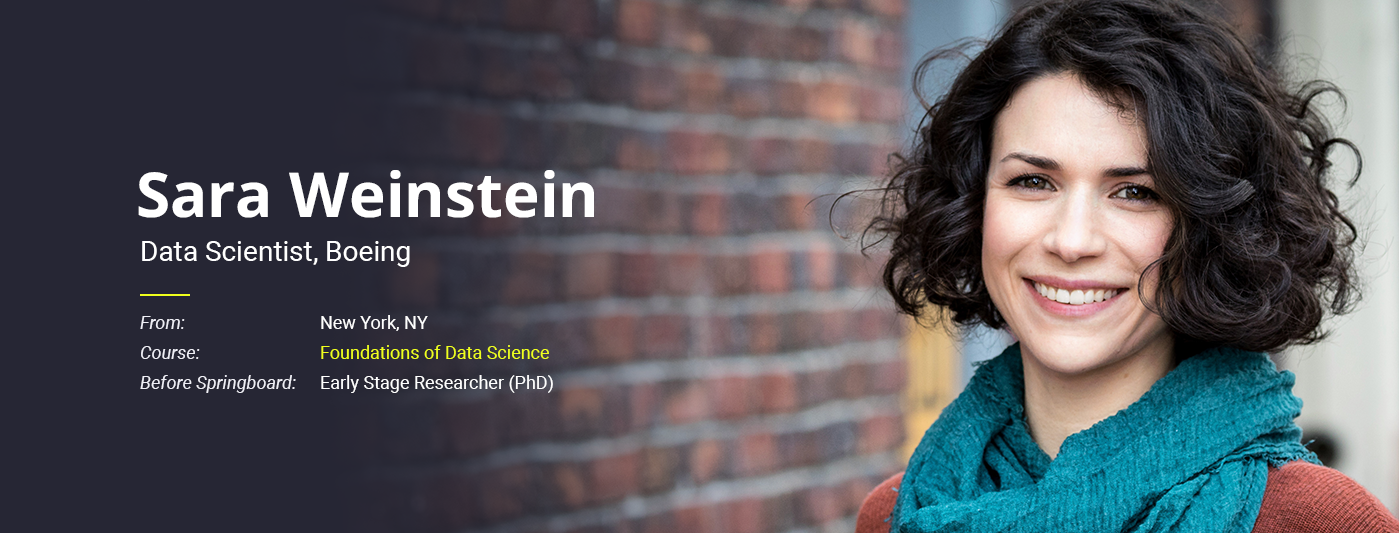 Sara Weinstein
Data Scientist, Boeing
From: New York, NY
Course: Foundations of Data Science
Before Springboard: Early Stage Researcher (PhD)